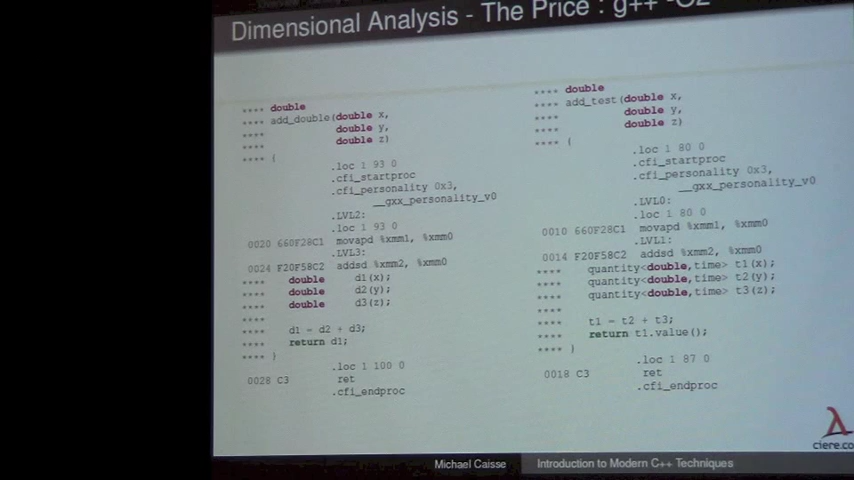 Dimensional Analysis - The Price : g++ -O2
**** double
**** add_double(double x,
**** double y,
**** double z)
**** {
.loc 1 93 0
.cfi_startproc
.cfi_personality 0x3,
__gxx_personality_v0
.LVL2:
.loc 1 93 0
0020 660F28C1 movapd %xmm1, %xmm0
.LVL3:
0024 F20F58C2 addsd %xmm2, %xmm0
**** double d1(x);
**** double d2(y);
**** double d3(z);
****
**** d1 = d2 + d3;
**** return d1;
**** }
.loc 1 100 0
0028 C3 ret
.cfi_endproc
**** double
**** add_test(double x,
**** double y,
**** double z)
**** {
.loc 1 80 0
.cfi_startproc
.cfi_personality 0x3,
__gxx_personality_v0
.LVL0:
.loc 1 80 0
0010 660F28C1 movapd %xmm1, %xmm0
.LVL1:
0014 F20F58C2 addsd %xmm2, %xmm0
**** quantity<double,time> t1(x);
**** quantity<double,time> t2(y);
**** quantity<double,time> t3(z);
****
**** t1 = t2 + t3;
**** return t1.value();
**** }
.loc 1 87 0
0018 C3 ret
.cfi_endproc
λ
ciere.co
Michael Caisse Introduction to Modern C++ Techniques